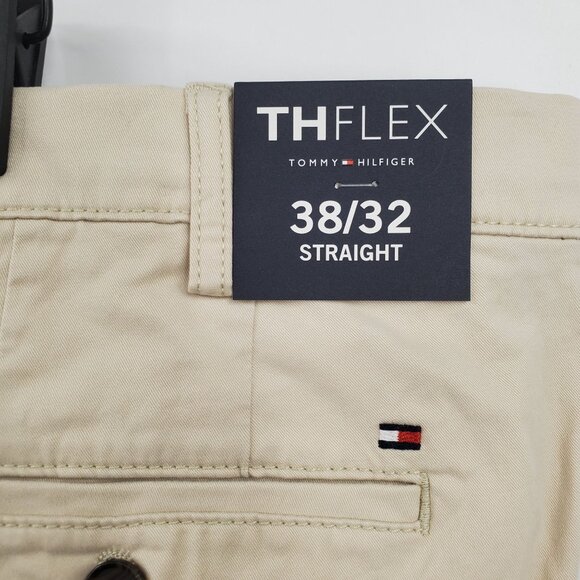 THFLEX
TOMMY HILFIGER
38/32
STRAIGHT